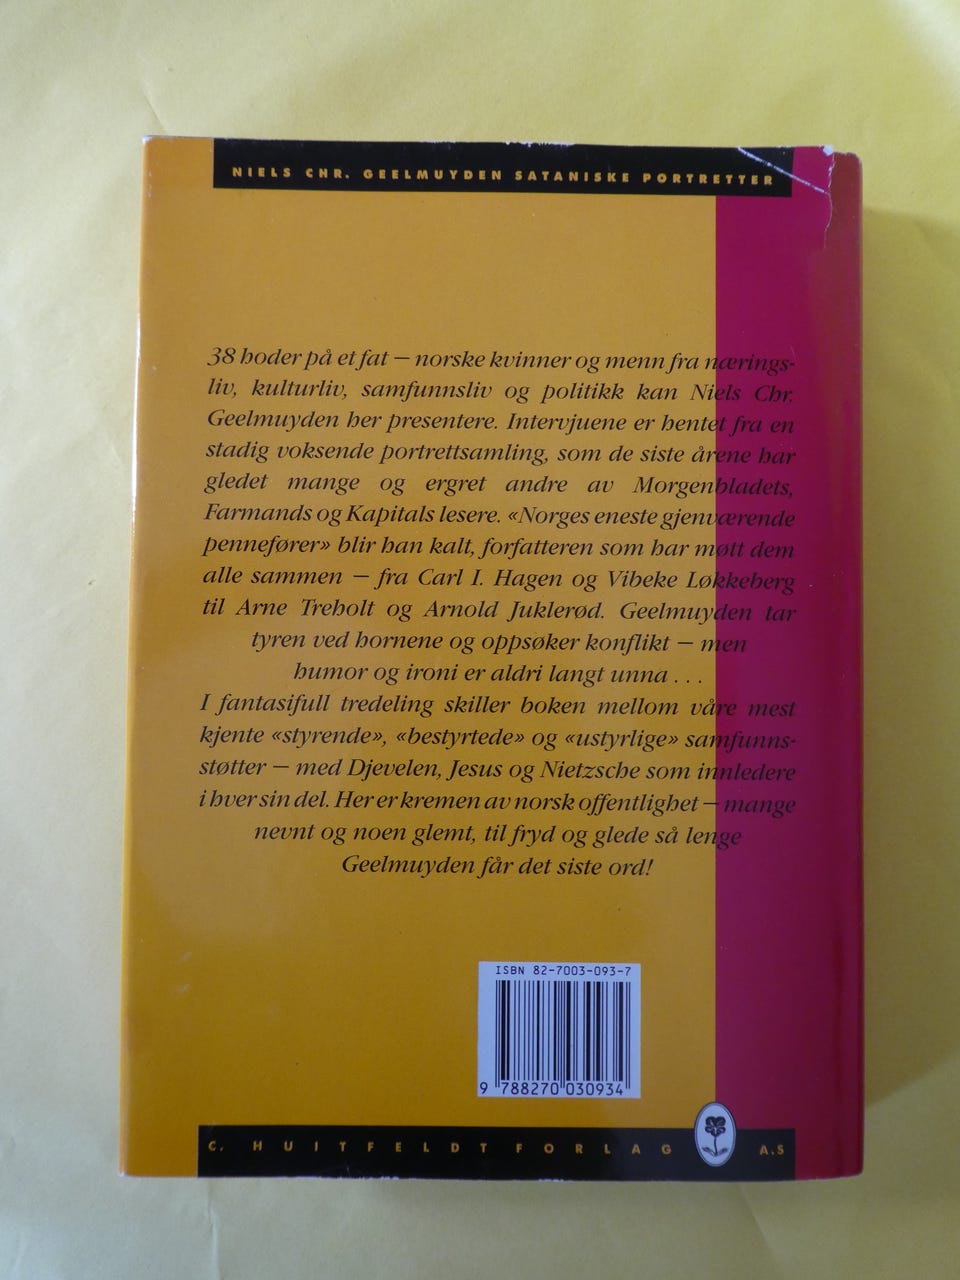 NIELS CHR. GEELMUYDEN SATANISKE PORTRETTER
38 hoder på et fat — norske kvinner og menn fra nærings-
liv, kulturliv, samfunnsliv og politikk kan Niels Chr.
Geelmuyden her presentere. Intervjuene er hentet fra en
stadig voksende portrettsamling, som de siste årene har
gledet mange og ergret andre av Morgenbladets,
Farmands og Kapitals lesere. «Norges eneste gjenværende
pennefører» blir han kalt, forfatteren som har møtt dem
alle sammen — fra Carl I. Hagen og Vibeke Løkkeberg
til Arne Treholt og Arnold Juklerød. Geelmuyden tar
tyren ved hornene og oppsøker konflikt — men
humor og ironi er aldri langt unna . . .
I fantasifull tredeling skiller boken mellom våre mest
kjente «styrende», «bestyrtede» og «ustyrlige» samfunns-
støtter — med Djevelen, Jesus og Nietzsche som innledere
i hver sin del. Her er kremen av norsk offentlighet — mange
nevnt og noen glemt, til fryd og glede så lenge
Geelmuyden får det siste ord!
ISBN 82-7003-093-7
9 788270 030934
C. HUITFELDT FORLAG A.S